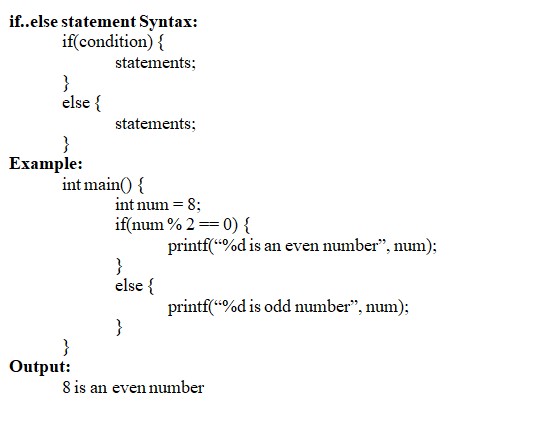 if..else statement Syntax:
if(condition) {
statements;
}
else {
statements;
}
Example:
int main() {
int num = 8;
if(num % 2 == 0) {
printf(“%d is an even number”, num);
}
else {
printf(“%d is odd number”, num);
}
}
Output:
8 is an even number